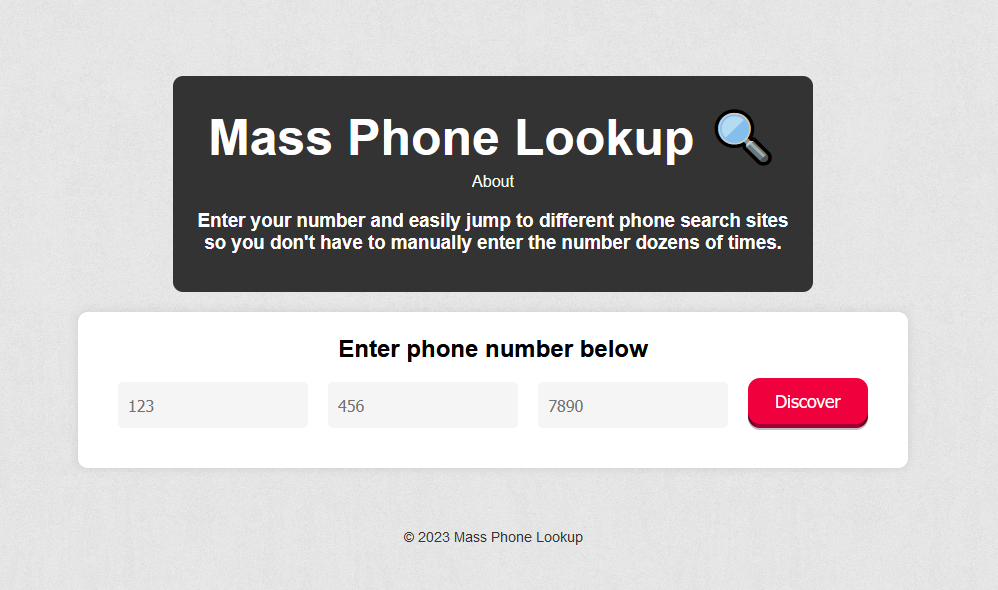 Mass Phone Lookup
About
Enter your number and easily jump to different phone search sites
so you don't have to manually enter the number dozens of times.
Enter phone number below
123 456 7890 Discover
© 2023 Mass Phone Lookup